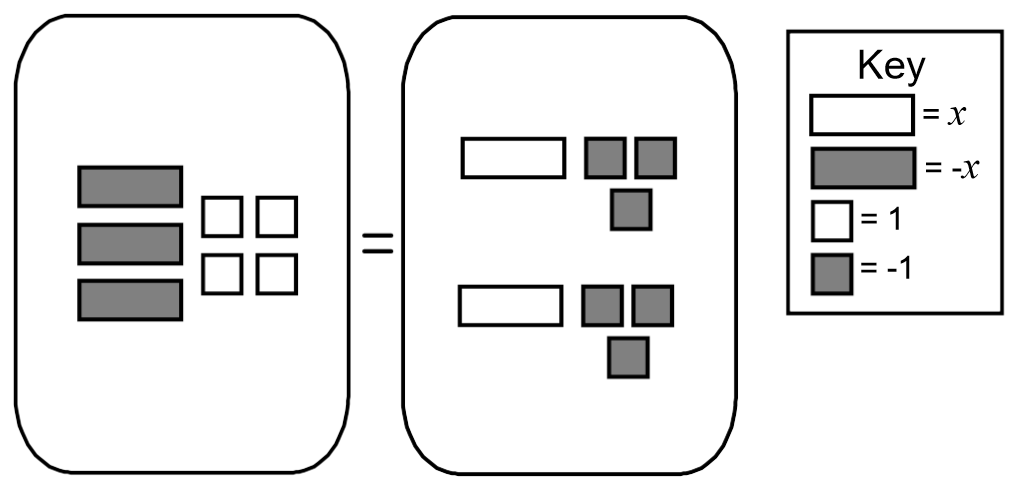 =
Key
= x
= -x
= 1
= -1